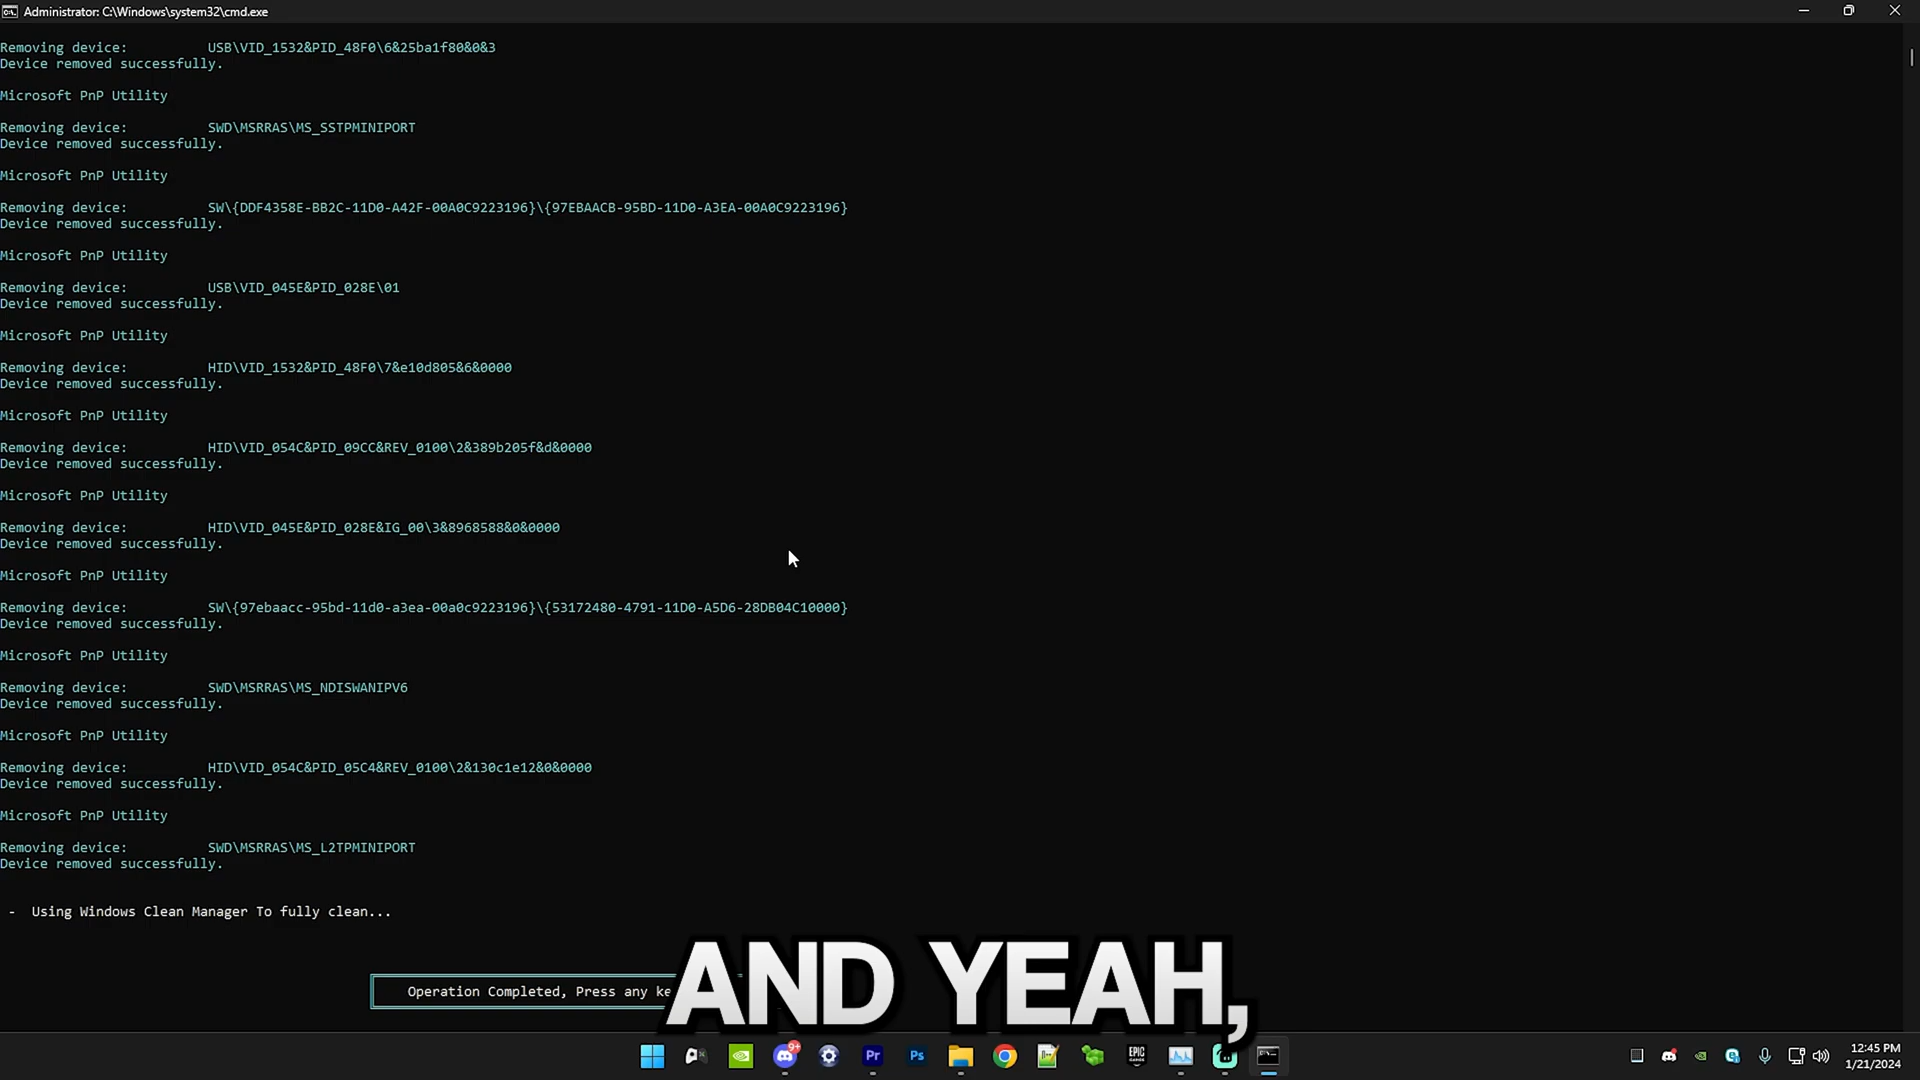 Administrator: C:\Windows\system32\cmd.exe
Removing device: USB\VID_1532&PID_48F0\6&25ba1f80&0&3
Device removed successfully.
Microsoft PnP Utility
Removing device: SWD\MSRRAS\MS_SSTPMINIPORT
Device removed successfully.
Microsoft PnP Utility
Removing device: SW\{DDF4358E-BB2C-11D0-A42F-00A0C9223196}\{97EBAACB-95BD-11D0-A3EA-00A0C9223196}
Device removed successfully.
Microsoft PnP Utility
Removing device: USB\VID_045E&PID_028E\01
Device removed successfully.
Microsoft PnP Utility
Removing device: HID\VID_1532&PID_48F0\7&e10d805&6&0000
Device removed successfully.
Microsoft PnP Utility
Removing device: HID\VID_054C&PID_09CC&REV_0100\2&389b205f&d&0000
Device removed successfully.
Microsoft PnP Utility
Removing device: HID\VID_045E&PID_028E&IG_00\3&8968588&0&0000
Device removed successfully.
Microsoft PnP Utility
Removing device: SW\{97ebaacc-95bd-11d0-a3ea-00a0c9223196}\{53172480-4791-11D0-A5D6-28DB04C10000}
Device removed successfully.
Microsoft PnP Utility
Removing device: SWD\MSRRAS\MS_NDISWANIPV6
Device removed successfully.
Microsoft PnP Utility
Removing device: HID\VID_054C&PID_05C4&REV_0100\2&130c1e12&0&0000
Device removed successfully.
Microsoft PnP Utility
Removing device: SWD\MSRRAS\MS_L2TPMINIPORT
Device removed successfully.
- Using Windows Clean Manager To fully clean...
Operation Completed, Press any ke
AND YEAH,
9+
Pr
Ps
EPIC
12:45 PM
1/21/2024